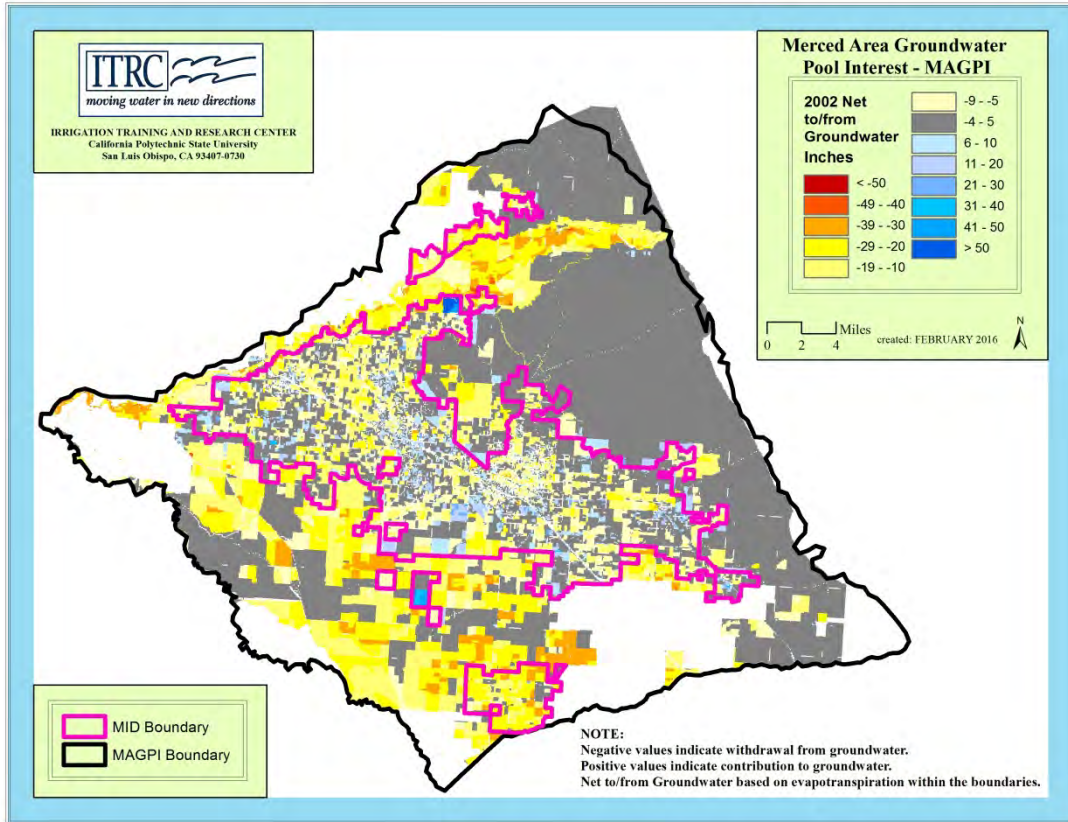 ITRC
moving water in new directions
IRRIGATION TRAINING AND RESEARCH CENTER
California Polytechnic State University
San Luis Obispo, CA 93407-0730
Merced Area Groundwater
Pool Interest - MAGPI
2002 Net
to/from
Groundwater
Inches
< -50
-49 - -40
-39 - -30
-29 - -20
-19 - -10
-9 - -5
-4 - 5
6 - 10
11 - 20
21 - 30
31 - 40
41 - 50
> 50
Miles
0 2 4
created: FEBRUARY 2016
N
MID Boundary
MAGPI Boundary
NOTE:
Negative values indicate withdrawal from groundwater.
Positive values indicate contribution to groundwater.
Net to/from Groundwater based on evapotranspiration within the boundaries.